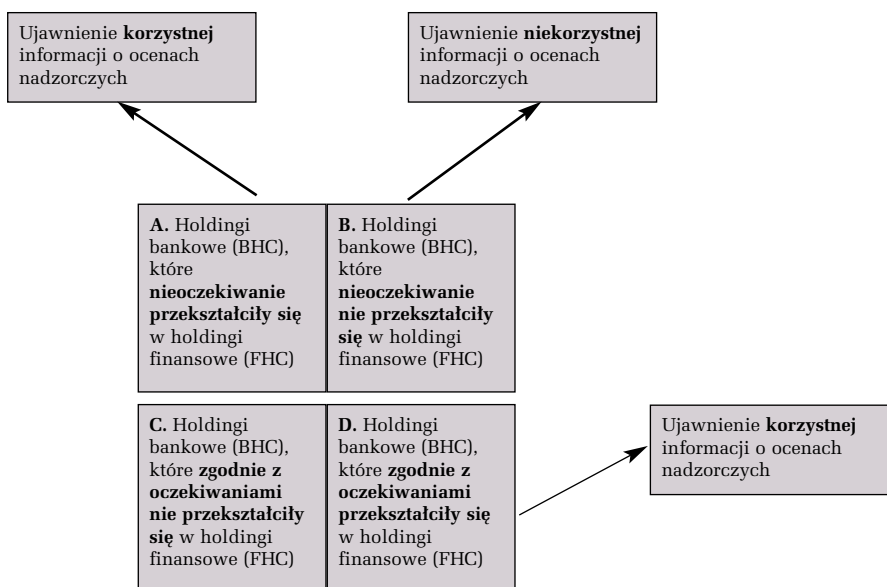 Ujawnienie korzystnej
informacji o ocenach
nadzorczych
Ujawnienie niekorzystnej
informacji o ocenach
nadzorczych
A. Holdingi
bankowe (BHC),
które
nieoczekiwanie
przekształciły się
w holdingi
finansowe (FHC)
B. Holdingi
bankowe (BHC),
które
nieoczekiwanie
nie przekształciły
się w holdingi
finansowe (FHC)
C. Holdingi
bankowe (BHC),
które zgodnie z
oczekiwaniami
nie przekształciły
się w holdingi
finansowe (FHC)
D. Holdingi
bankowe (BHC),
które zgodnie z
oczekiwaniami
przekształciły się
w holdingi
finansowe (FHC)
Ujawnienie korzystnej
informacji o ocenach
nadzorczych